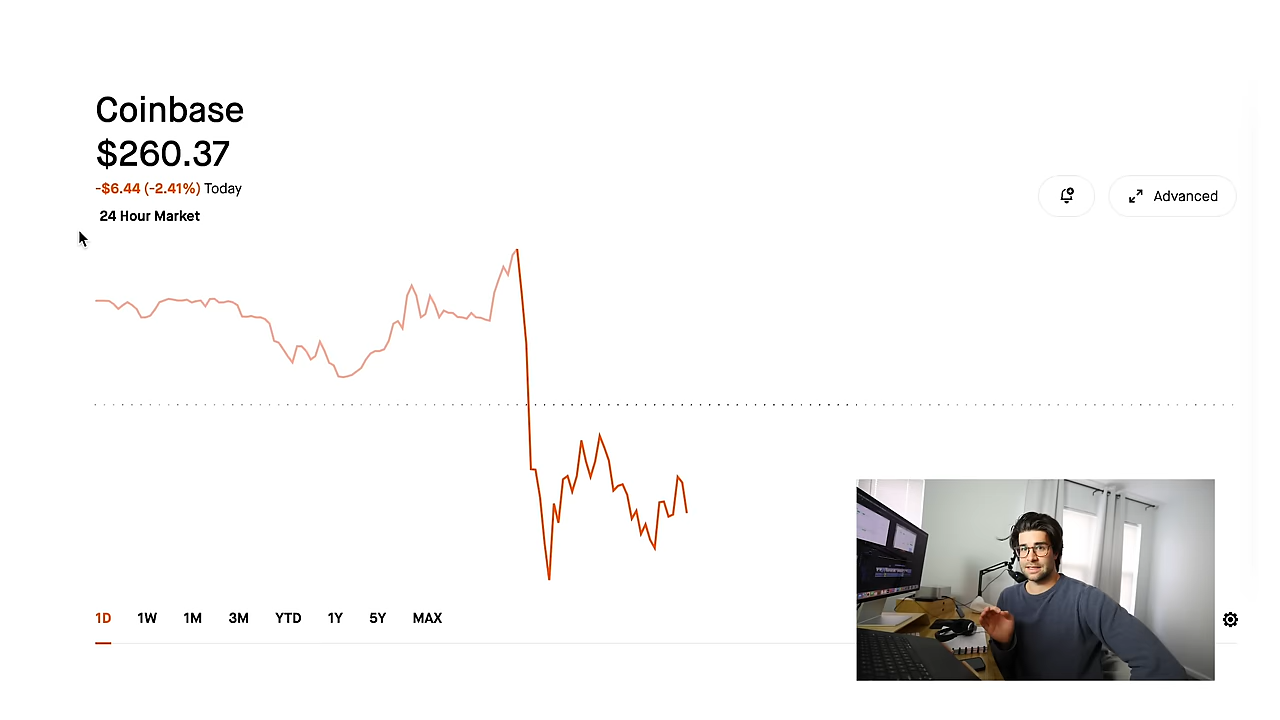 Coinbase
$260.37
-$6.44 (-2.41%) Today
24 Hour Market
Advanced
1D 1W 1M 3M YTD 1Y 5Y MAX